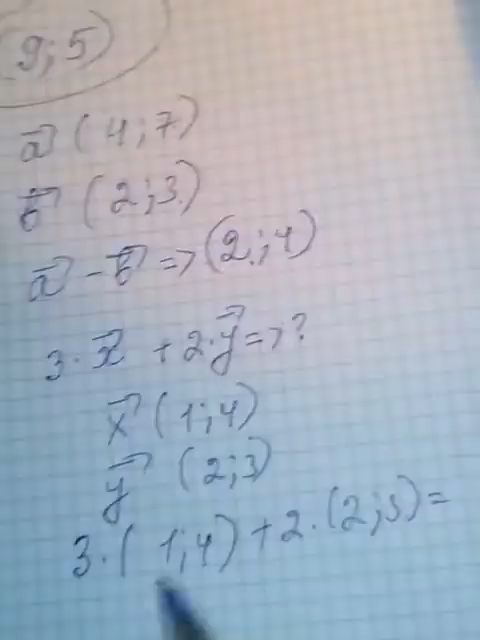 (9;5)
a⃗ (4;7)
b⃗ (2;3)
a⃗ - b⃗ => (2;4)
3·x⃗ + 2·y⃗ => ?
x⃗ (1;4)
y⃗ (2;3)
3·(1;4) + 2·(2;3) =